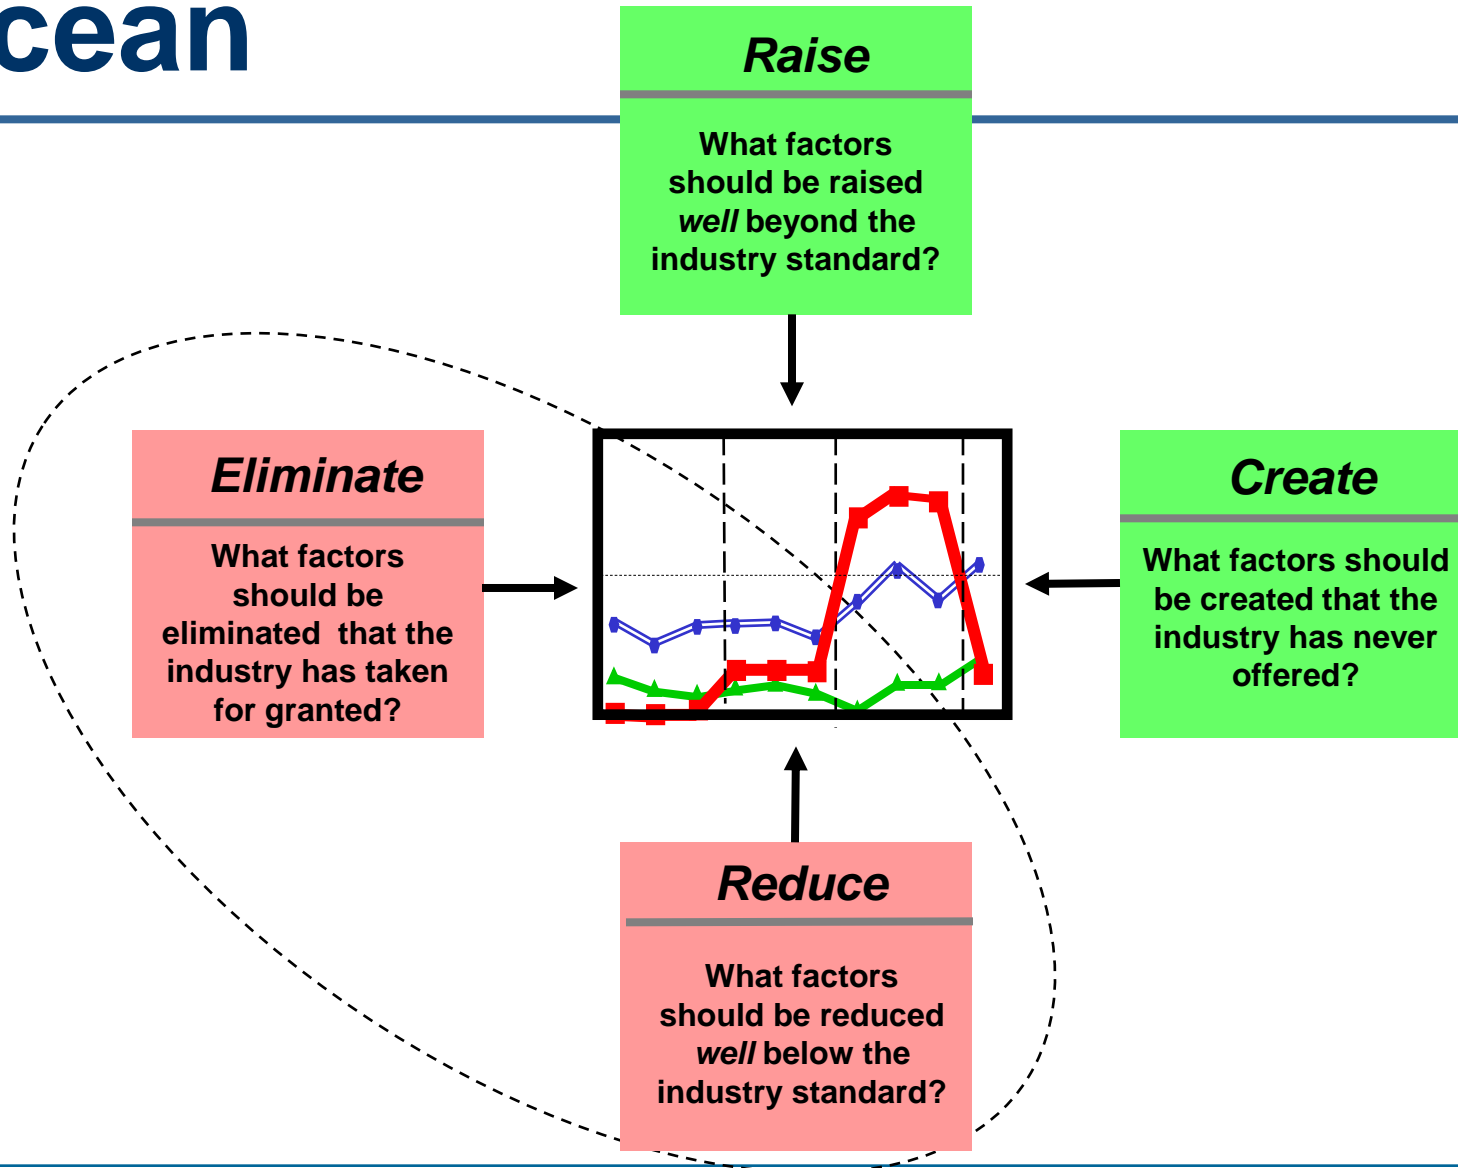 cean
Raise
What factors
should be raised
well beyond the
industry standard?
Eliminate
What factors
should be
eliminated that the
industry has taken
for granted?
Create
What factors should
be created that the
industry has never
offered?
Reduce
What factors
should be reduced
well below the
industry standard?